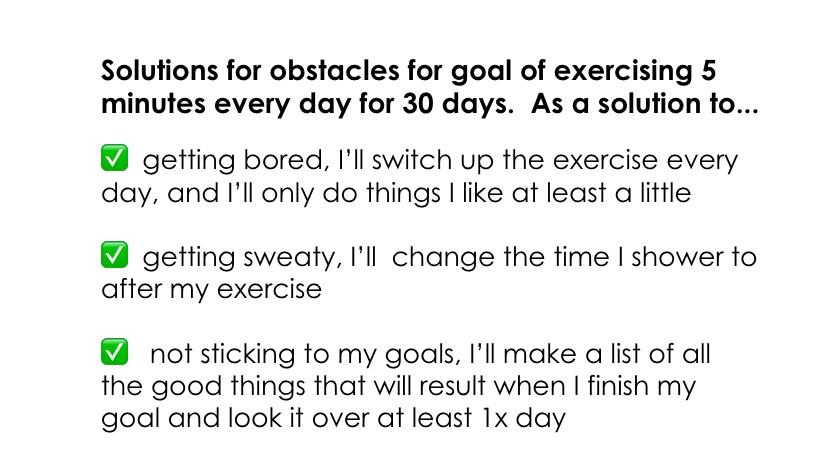 Solutions for obstacles for goal of exercising 5
minutes every day for 30 days.  As a solution to...
✅ getting bored, I’ll switch up the exercise every
day, and I’ll only do things I like at least a little
✅ getting sweaty, I’ll  change the time I shower to
after my exercise
✅  not sticking to my goals, I’ll make a list of all
the good things that will result when I finish my
goal and look it over at least 1x day